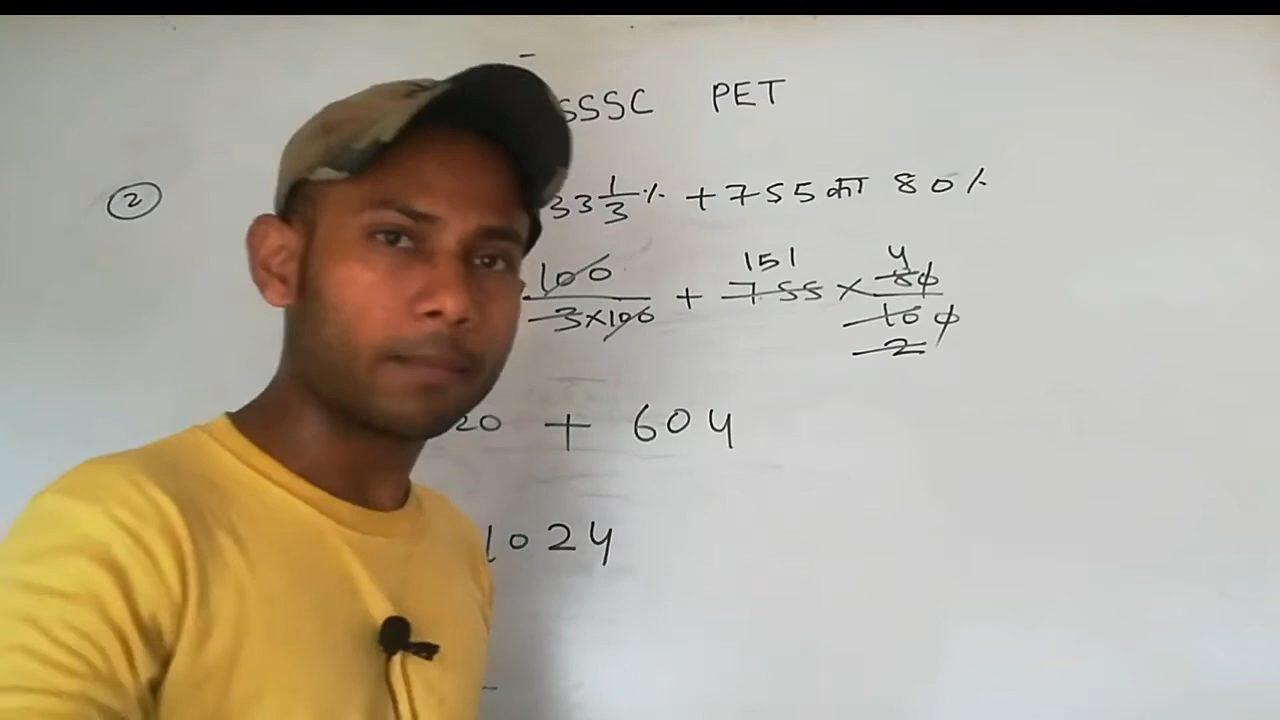 SSSC PET
② 33 1/3 % + 755 का 80%
100/3×100 + 755 151 × 80 4/100 2
20 + 604
1024